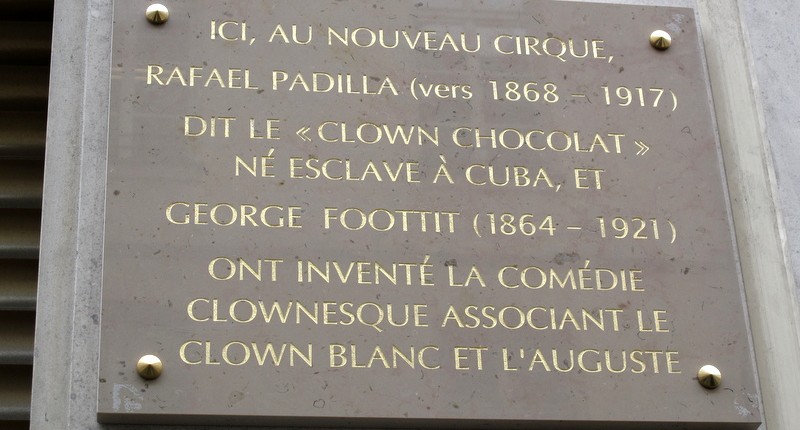 ICI, AU NOUVEAU CIRQUE,
RAFAEL PADILLA (vers 1868 – 1917)
DIT LE « CLOWN CHOCOLAT »
NÉ ESCLAVE À CUBA, ET
GEORGE FOOTTIT (1864 – 1921)
ONT INVENTÉ LA COMÉDIE
CLOWNESQUE ASSOCIANT LE
CLOWN BLANC ET L'AUGUSTE